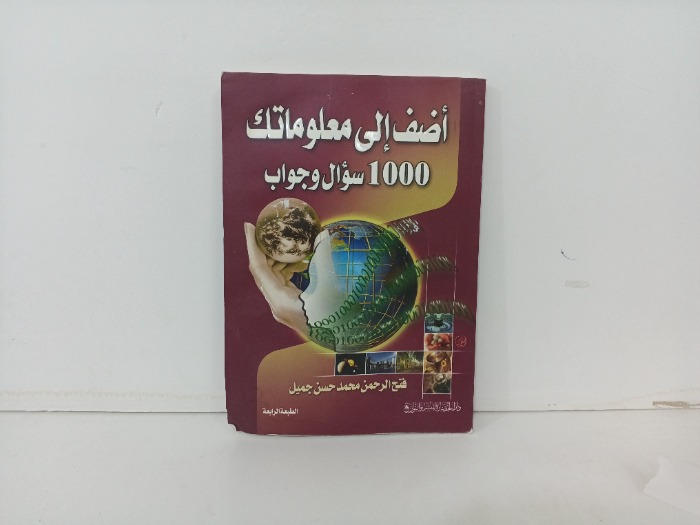 أضف إلى معلوماتك
1000 سؤال وجواب
فتح الرحمن محمد حسن جميل
الطبعة الرابعة